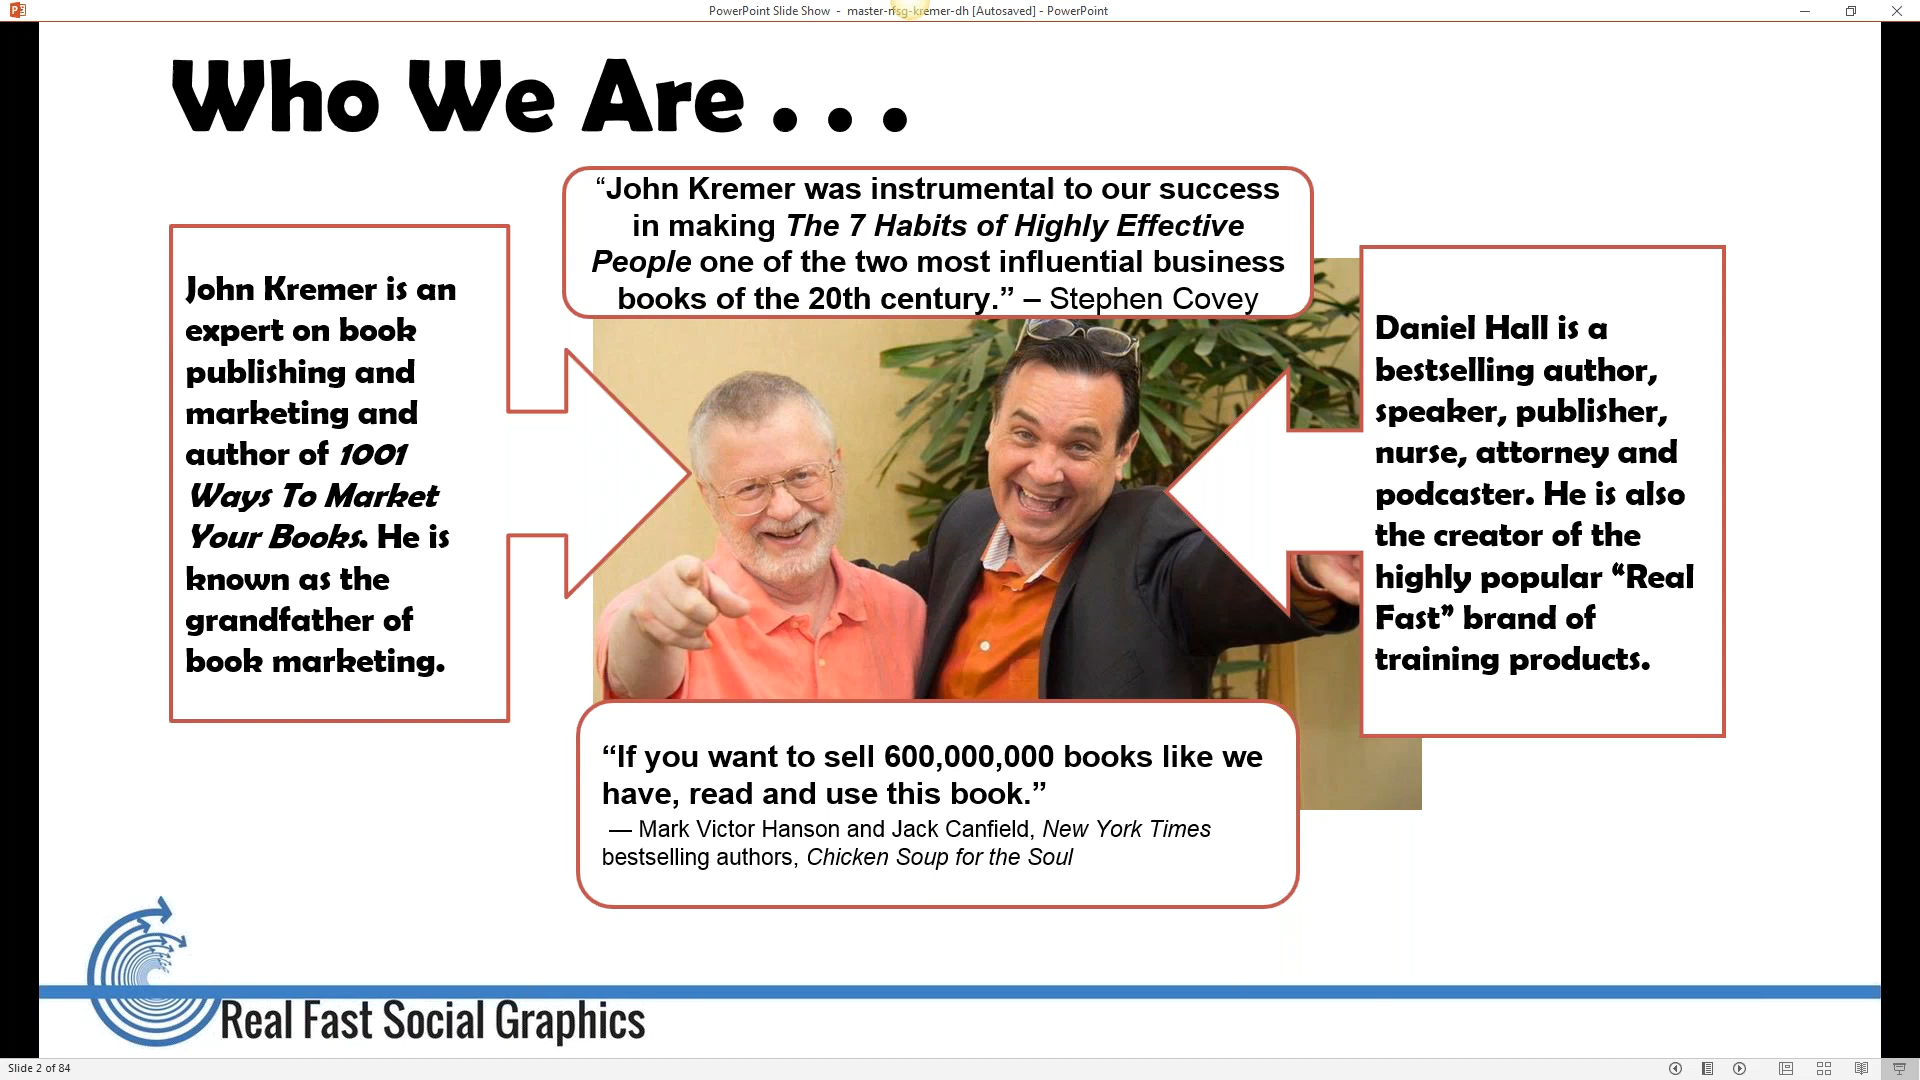 PowerPoint Slide Show - master-rfsg-kremer-dh [Autosaved] - PowerPoint
Who We Are . . .
“John Kremer was instrumental to our success
in making The 7 Habits of Highly Effective
People one of the two most influential business
books of the 20th century.” – Stephen Covey
John Kremer is an
expert on book
publishing and
marketing and
author of 1001
Ways To Market
Your Books. He is
known as the
grandfather of
book marketing.
Daniel Hall is a
bestselling author,
speaker, publisher,
nurse, attorney and
podcaster. He is also
the creator of the
highly popular “Real
Fast” brand of
training products.
“If you want to sell 600,000,000 books like we
have, read and use this book.”
— Mark Victor Hanson and Jack Canfield, New York Times
bestselling authors, Chicken Soup for the Soul
Real Fast Social Graphics
Slide 2 of 84